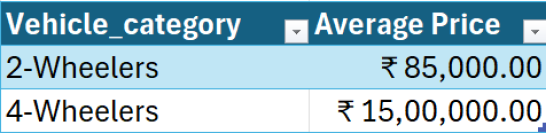 Vehicle_category Average Price
2-Wheelers ₹ 85,000.00
4-Wheelers ₹ 15,00,000.00